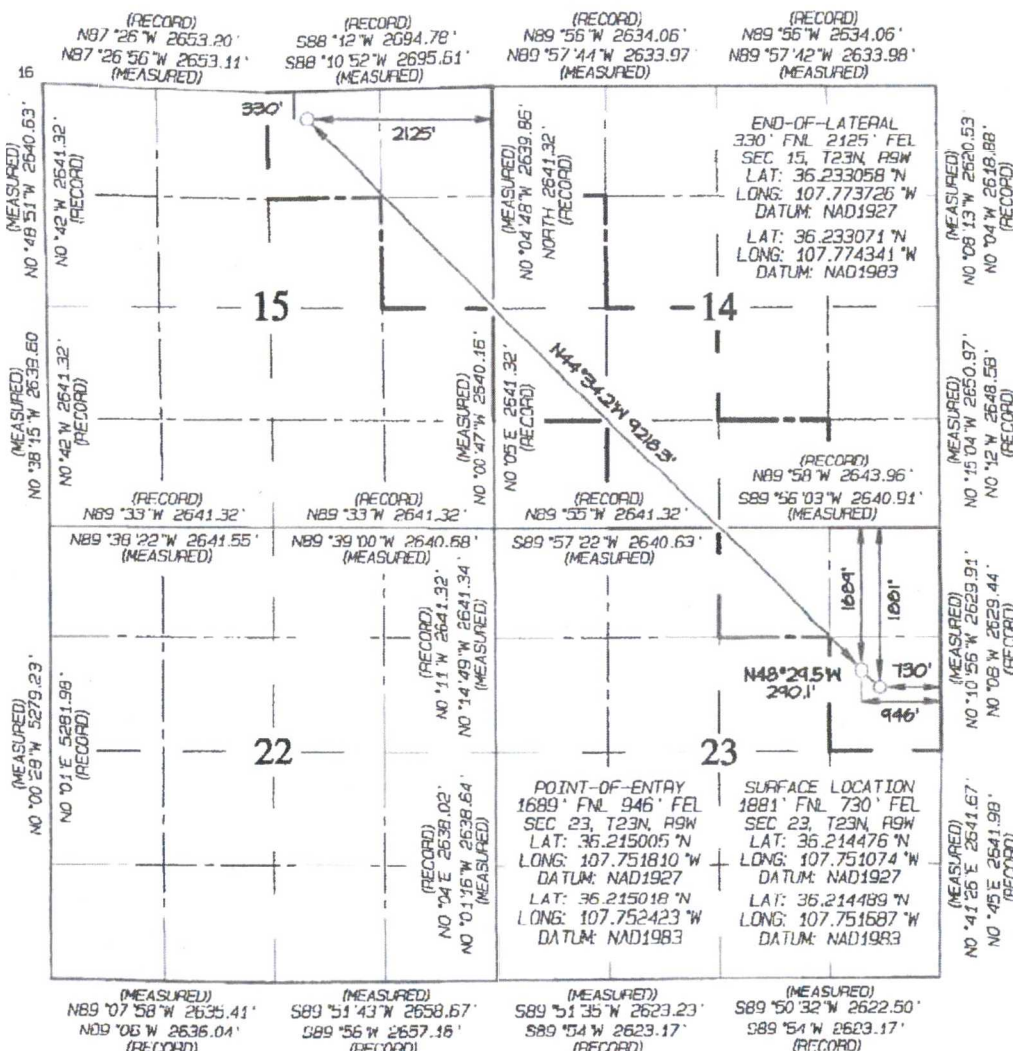 (RECORD)
N87°26'W 2653.20'
N87°26'56"W 2653.11'
(MEASURED)
(RECORD)
S88°12'W 2694.78'
S88°10'52"W 2695.61'
(MEASURED)
(RECORD)
N89°56'W 2634.06'
N89°57'44"W 2633.97'
(MEASURED)
(RECORD)
N89°56'W 2634.06'
N89°57'42"W 2633.98'
(MEASURED)
16
330'
2125'
(MEASURED)
N0°48'51"W 2640.63'
N0°42'W 2641.32'
(RECORD)
(MEASURED)
N0°04'48"W 2639.86'
NORTH 2641.32'
(RECORD)
END-OF-LATERAL
330' FNL 2125' FEL
SEC 15, T23N, R9W
LAT: 36.233058°N
LONG: 107.773726°W
DATUM: NAD1927
LAT: 36.233071°N
LONG: 107.774341°W
DATUM: NAD1983
(MEASURED)
N0°08'13"W 2620.53'
N0°04'W 2618.88'
(RECORD)
15
14
N44°34.2'W 9218.3'
(MEASURED)
N0°38'15"W 2639.60'
N0°42'W 2641.32'
(RECORD)
(MEASURED)
N0°00'47"W 2640.16'
N0°05'E 2641.32'
(RECORD)
(MEASURED)
N0°15'04"W 2650.97'
N0°12'W 2648.58'
(RECORD)
(RECORD)
N89°33'W 2641.32'
N89°38'22"W 2641.55'
(MEASURED)
(RECORD)
N89°33'W 2641.32'
N89°39'00"W 2640.68'
(MEASURED)
(RECORD)
N89°55'W 2641.32'
S89°57'22"W 2640.63'
(MEASURED)
(RECORD)
N89°58'W 2643.96'
S89°56'03"W 2640.91'
(MEASURED)
1689'
1881'
730'
946'
N48°29.5'W
290.1'
(RECORD)
N0°11'W 2641.32'
N0°14'49"W 2641.34'
(MEASURED)
(MEASURED)
N0°10'56"W 2629.91'
N0°08'W 2629.44'
(RECORD)
(MEASURED)
N0°00'28"W 5279.23'
N0°01'E 5281.98'
(RECORD)
22
23
(RECORD)
N0°04'E 2638.02'
N0°01'16"W 2638.64'
(MEASURED)
POINT-OF-ENTRY
1689' FNL 946' FEL
SEC 23, T23N, R9W
LAT: 36.215005°N
LONG: 107.751810°W
DATUM: NAD1927
LAT: 36.215018°N
LONG: 107.752423°W
DATUM: NAD1983
SURFACE LOCATION
1881' FNL 730' FEL
SEC 23, T23N, R9W
LAT: 36.214476°N
LONG: 107.751074°W
DATUM: NAD1927
LAT: 36.214489°N
LONG: 107.751687°W
DATUM: NAD1983
(MEASURED)
N0°41'26"E 2641.67'
N0°45'E 2641.98'
(RECORD)
(MEASURED)
N89°07'58"W 2635.41'
N89°06'W 2636.04'
(RECORD)
(MEASURED)
S89°51'43"W 2658.67'
S89°56'W 2657.16'
(RECORD)
(MEASURED)
S89°51'35"W 2623.23'
S89°54'W 2623.17'
(RECORD)
(MEASURED)
S89°50'32"W 2622.50'
S89°54'W 2623.17'
(RECORD)